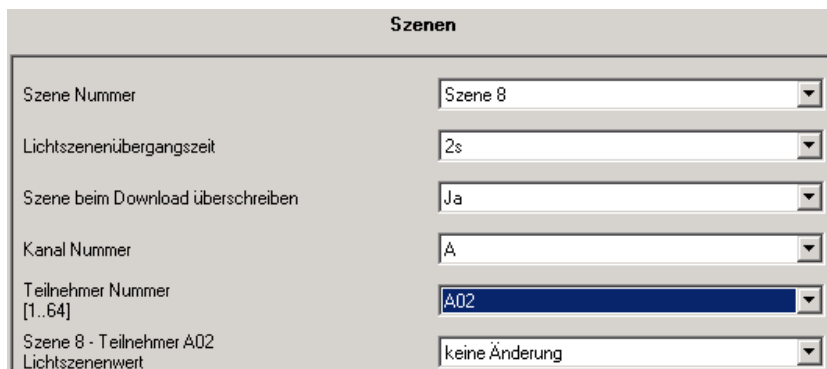 Szenen
Szene Nummer Szene 8
Lichtszenenübergangszeit 2s
Szene beim Download überschreiben Ja
Kanal Nummer A
Teilnehmer Nummer
[1..64] A02
Szene 8 - Teilnehmer A02
Lichtszenenwert keine Änderung